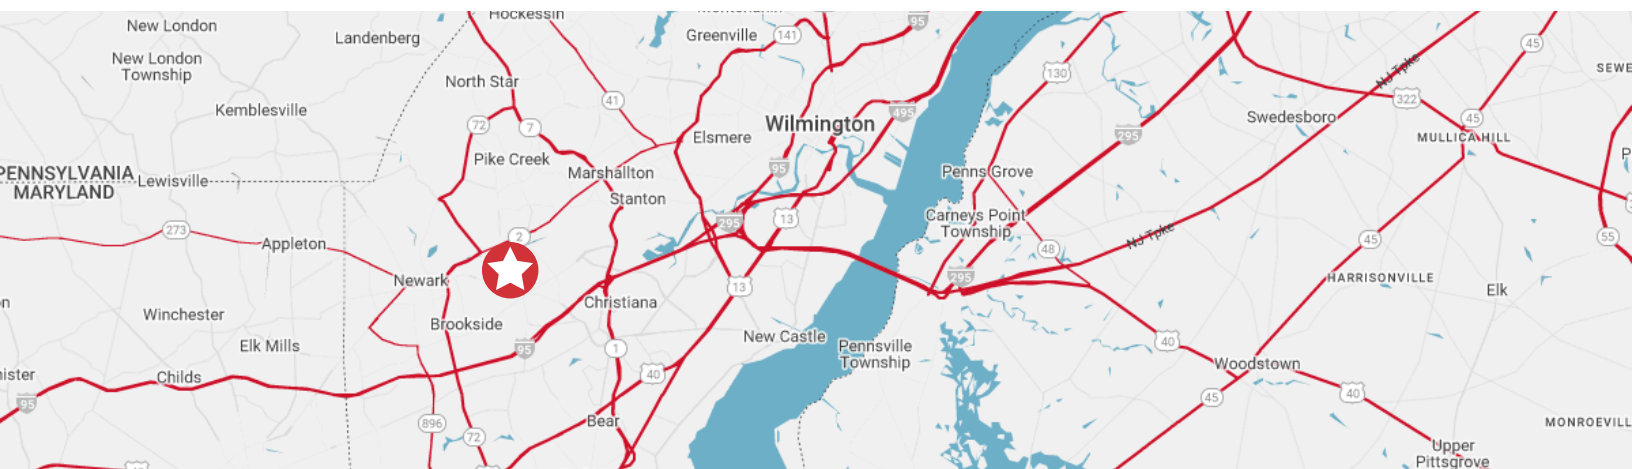 Hockessin
95
New London
Landenberg
Greenville
141
45
New London
Township
North Star
130
NJ Tpke
SEWE
Kemblesville
41
495
322
72
7
Elsmere
Wilmington
295
Swedesboro
45
MULLICA HILL
Pike Creek
PENNSYLVANIA
MARYLAND
Lewisville
Marshallton
95
Penns Grove
Stanton
273
Appleton
2
295
13
Carneys Point
Township
48
NJ Tpke
45
55
Newark
Christiana
13
295
HARRISONVILLE
Elk
Winchester
Brookside
New Castle
Pennsville
Township
40
Elk Mills
95
1
40
Woodstown
Childs
95
45
40
896
72
Bear
MONROEVILL
Upper
Pittsgrove